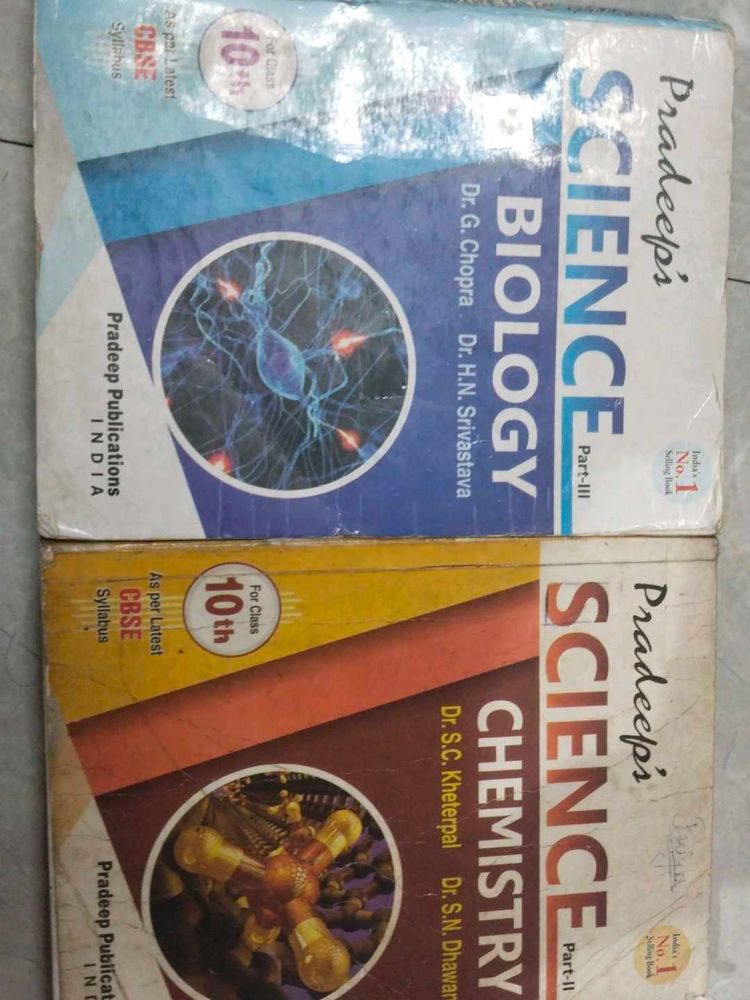 Pradeep's
SCIENCE
Part-III
India's
No.1
Selling Book
BIOLOGY
Dr. G. Chopra Dr. H.N. Srivastava
For Class
10th
As per Latest
CBSE
Syllabus
Pradeep Publications
INDIA
Pradeep's
SCIENCE
Part-II
India's
No.1
Selling Book
CHEMISTRY
Dr. S.C. Kheterpal Dr. S.N. Dhawan
For Class
10th
As per Latest
CBSE
Syllabus
Pradeep Publicat
IND